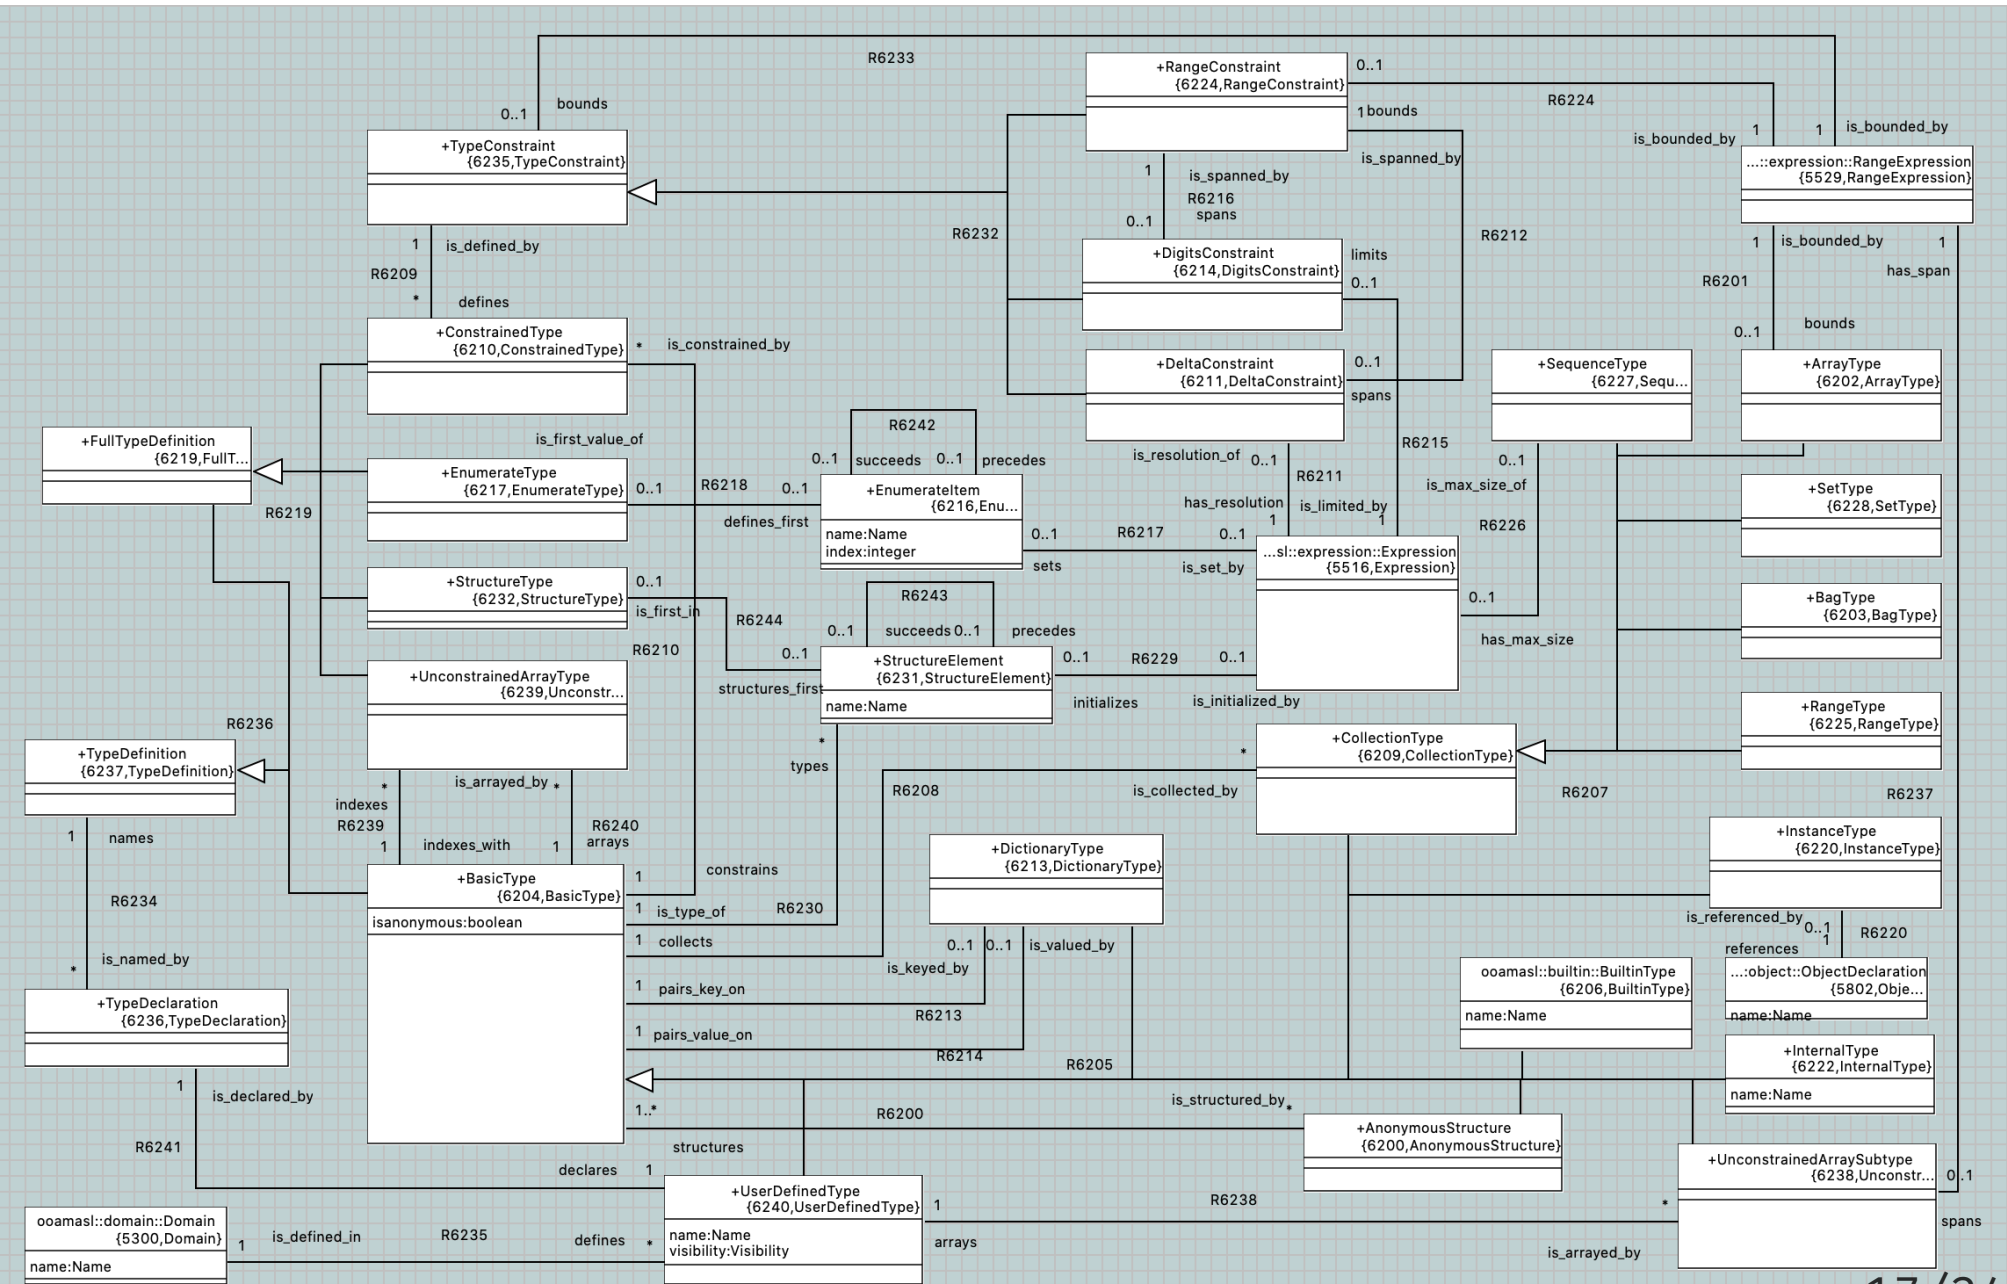 R6233
bounds
0..1
+TypeConstraint
{6235,TypeConstraint}
+RangeConstraint
{6224,RangeConstraint}
0..1
R6224
1
bounds
is_bounded_by
1
1
is_bounded_by
...::expression::RangeExpression
{5529,RangeExpression}
1
is_spanned_by
R6216
spans
0..1
is_spanned_by
R6232
R6212
1
is_defined_by
R6209
*
defines
+DigitsConstraint
{6214,DigitsConstraint}
limits
0..1
1
is_bounded_by
R6201
0..1
bounds
1
has_span
+ConstrainedType
{6210,ConstrainedType}
*
is_constrained_by
+DeltaConstraint
{6211,DeltaConstraint}
0..1
spans
+SequenceType
{6227,Sequ...
+ArrayType
{6202,ArrayType}
+FullTypeDefinition
{6219,FullT...
is_first_value_of
R6242
0..1
succeeds
0..1
precedes
is_resolution_of
0..1
R6211
R6215
0..1
is_max_size_of
R6226
+EnumerateType
{6217,EnumerateType}
0..1
R6218
0..1
defines_first
+EnumerateItem
{6216,Enu...
name:Name
index:integer
has_resolution
1
is_limited_by
1
0..1
R6217
0..1
sets
is_set_by
...sl::expression::Expression
{5516,Expression}
+SetType
{6228,SetType}
R6219
+StructureType
{6232,StructureType}
0..1
is_first_in
R6244
0..1
structures_first
R6243
0..1
succeeds
0..1
precedes
0..1
has_max_size
+BagType
{6203,BagType}
R6210
+StructureElement
{6231,StructureElement}
name:Name
0..1
R6229
0..1
initializes
is_initialized_by
+UnconstrainedArrayType
{6239,Unconstr...
+RangeType
{6225,RangeType}
R6236
+TypeDefinition
{6237,TypeDefinition}
*
types
+CollectionType
{6209,CollectionType}
*
is_collected_by
R6208
R6207
R6237
*
indexes
R6239
1
indexes_with
is_arrayed_by
*
R6240
arrays
1
1
names
R6234
*
is_named_by
+BasicType
{6204,BasicType}
isanonymous:boolean
1
constrains
1
is_type_of
R6230
1
collects
+DictionaryType
{6213,DictionaryType}
0..1
0..1
is_valued_by
is_keyed_by
1
pairs_key_on
R6213
1
pairs_value_on
R6214
R6205
+InstanceType
{6220,InstanceType}
is_referenced_by
0..1
1
R6220
references
ooamasl::builtin::BuiltinType
{6206,BuiltinType}
name:Name
...:object::ObjectDeclaration
{5802,Obje...
name:Name
+TypeDeclaration
{6236,TypeDeclaration}
1
is_declared_by
+InternalType
{6222,InternalType}
name:Name
1..*
R6200
is_structured_by
*
structures
+AnonymousStructure
{6200,AnonymousStructure}
R6241
declares
1
+UnconstrainedArraySubtype
{6238,Unconstr...
0..1
spans
+UserDefinedType
{6240,UserDefinedType}
name:Name
visibility:Visibility
1
R6238
*
arrays
is_arrayed_by
ooamasl::domain::Domain
{5300,Domain}
name:Name
1
is_defined_in
R6235
defines
*